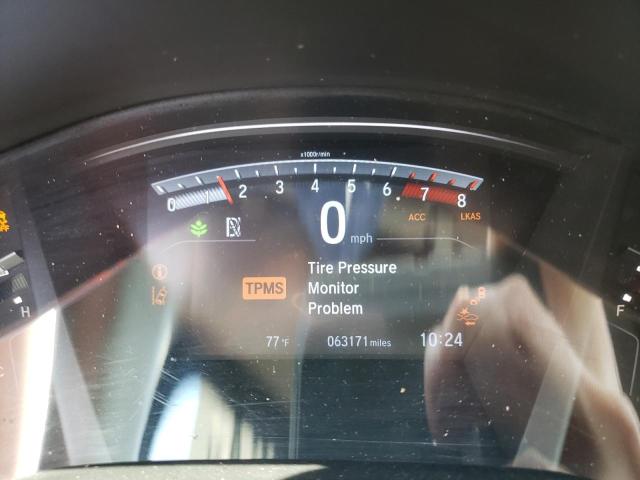 x1000r/min
0 1 2 3 4 5 6 7 8
ACC LKAS
0 mph
Tire Pressure
TPMS Monitor
Problem
77°F 063171 miles 10:24
H F
C